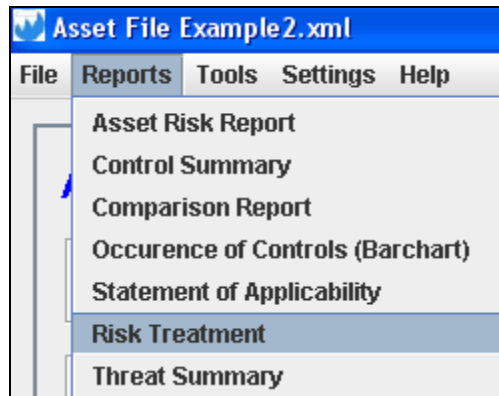 Asset File Example2.xml
File Reports Tools Settings Help
Asset Risk Report
Control Summary
Comparison Report
Occurence of Controls (Barchart)
Statement of Applicability
Risk Treatment
Threat Summary